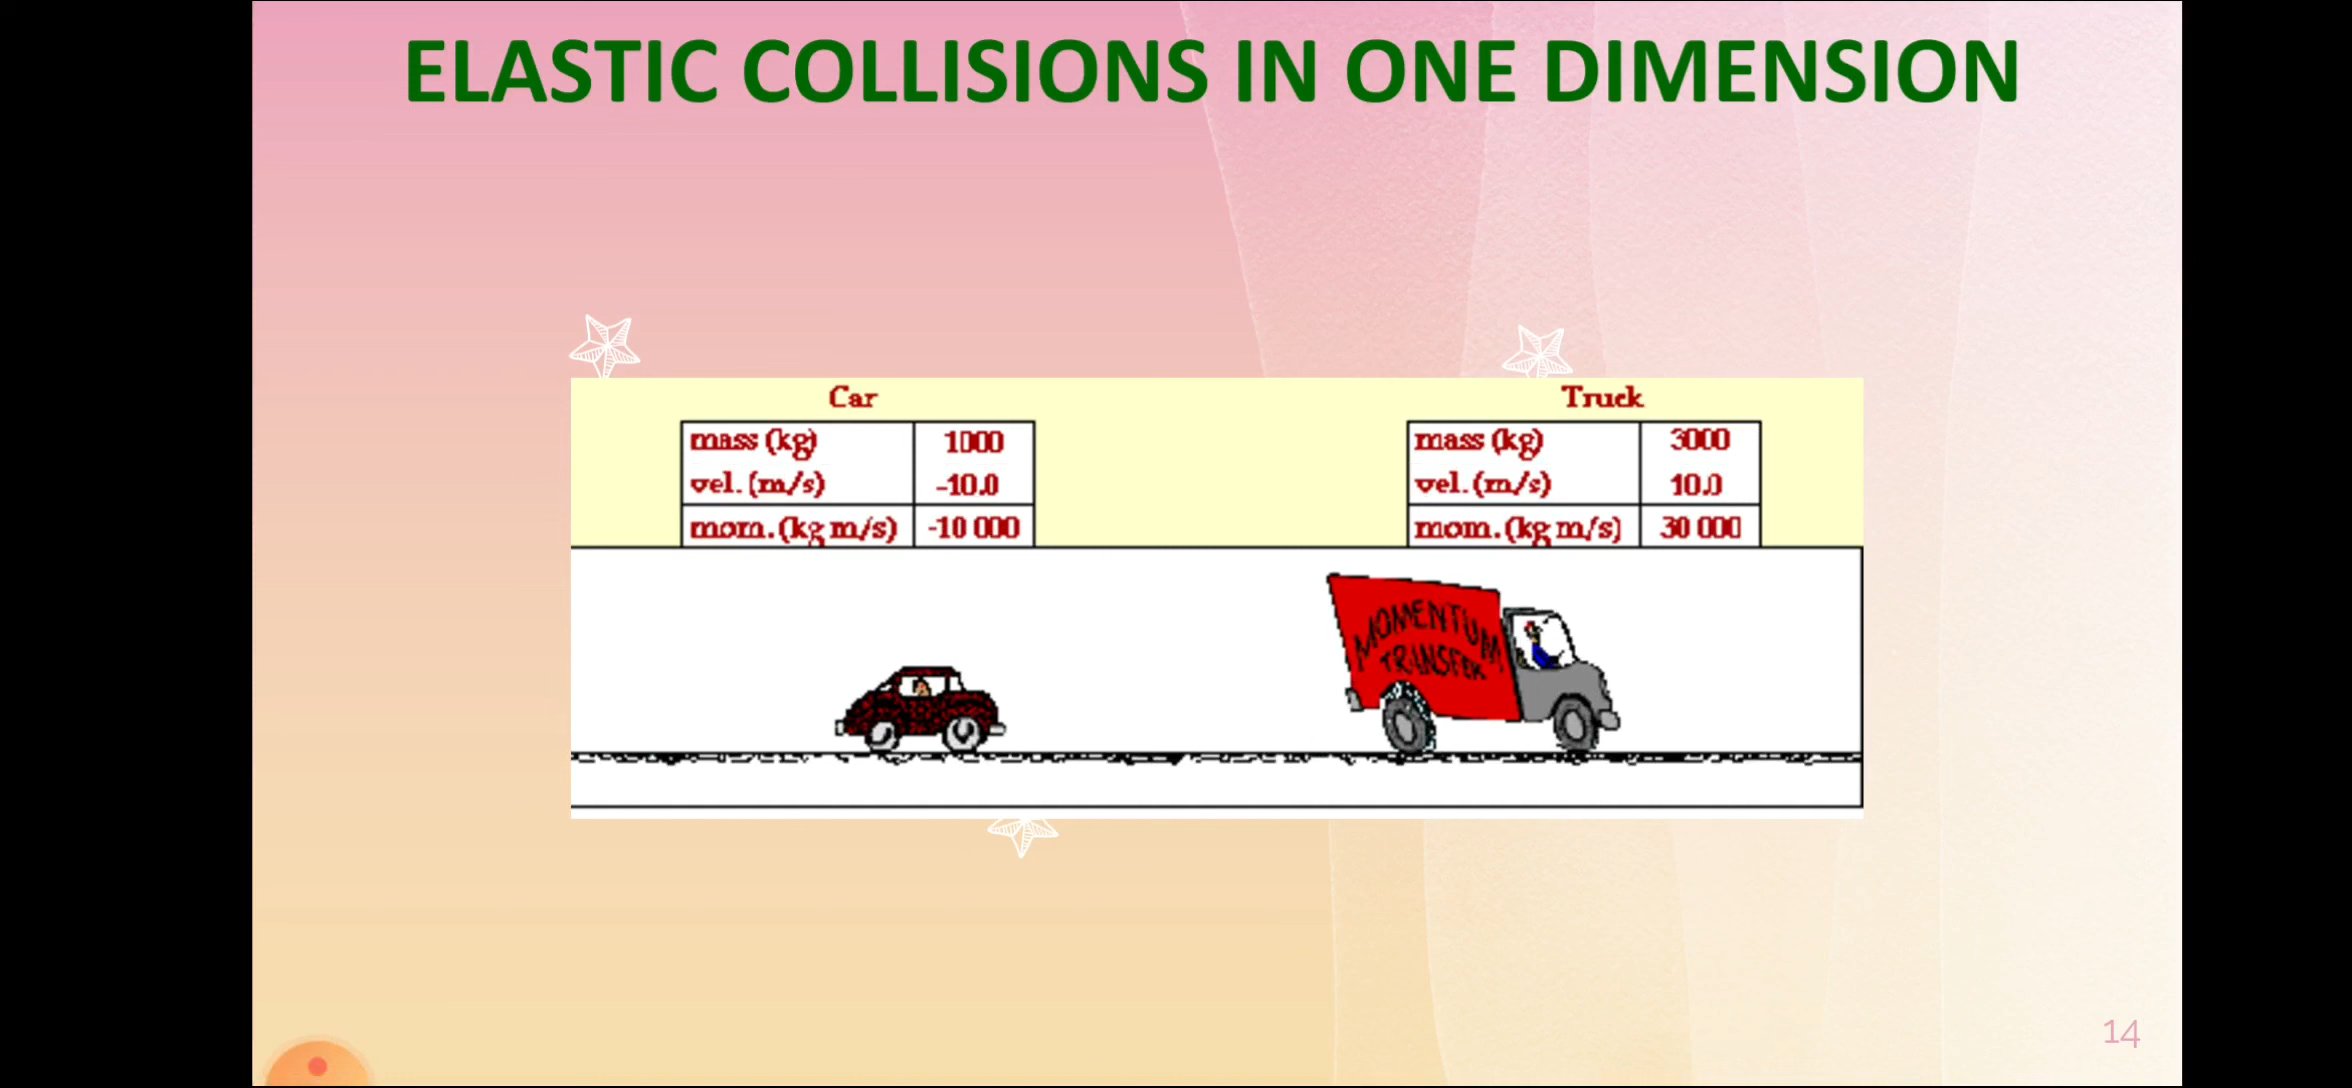 ELASTIC COLLISIONS IN ONE DIMENSION
Car
mass (kg) 1000
vel. (m/s) -10.0
mom. (kg m/s) -10 000
Truck
mass (kg) 3000
vel. (m/s) 10.0
mom. (kg m/s) 30 000
MOMENTUM
TRANSFER
14